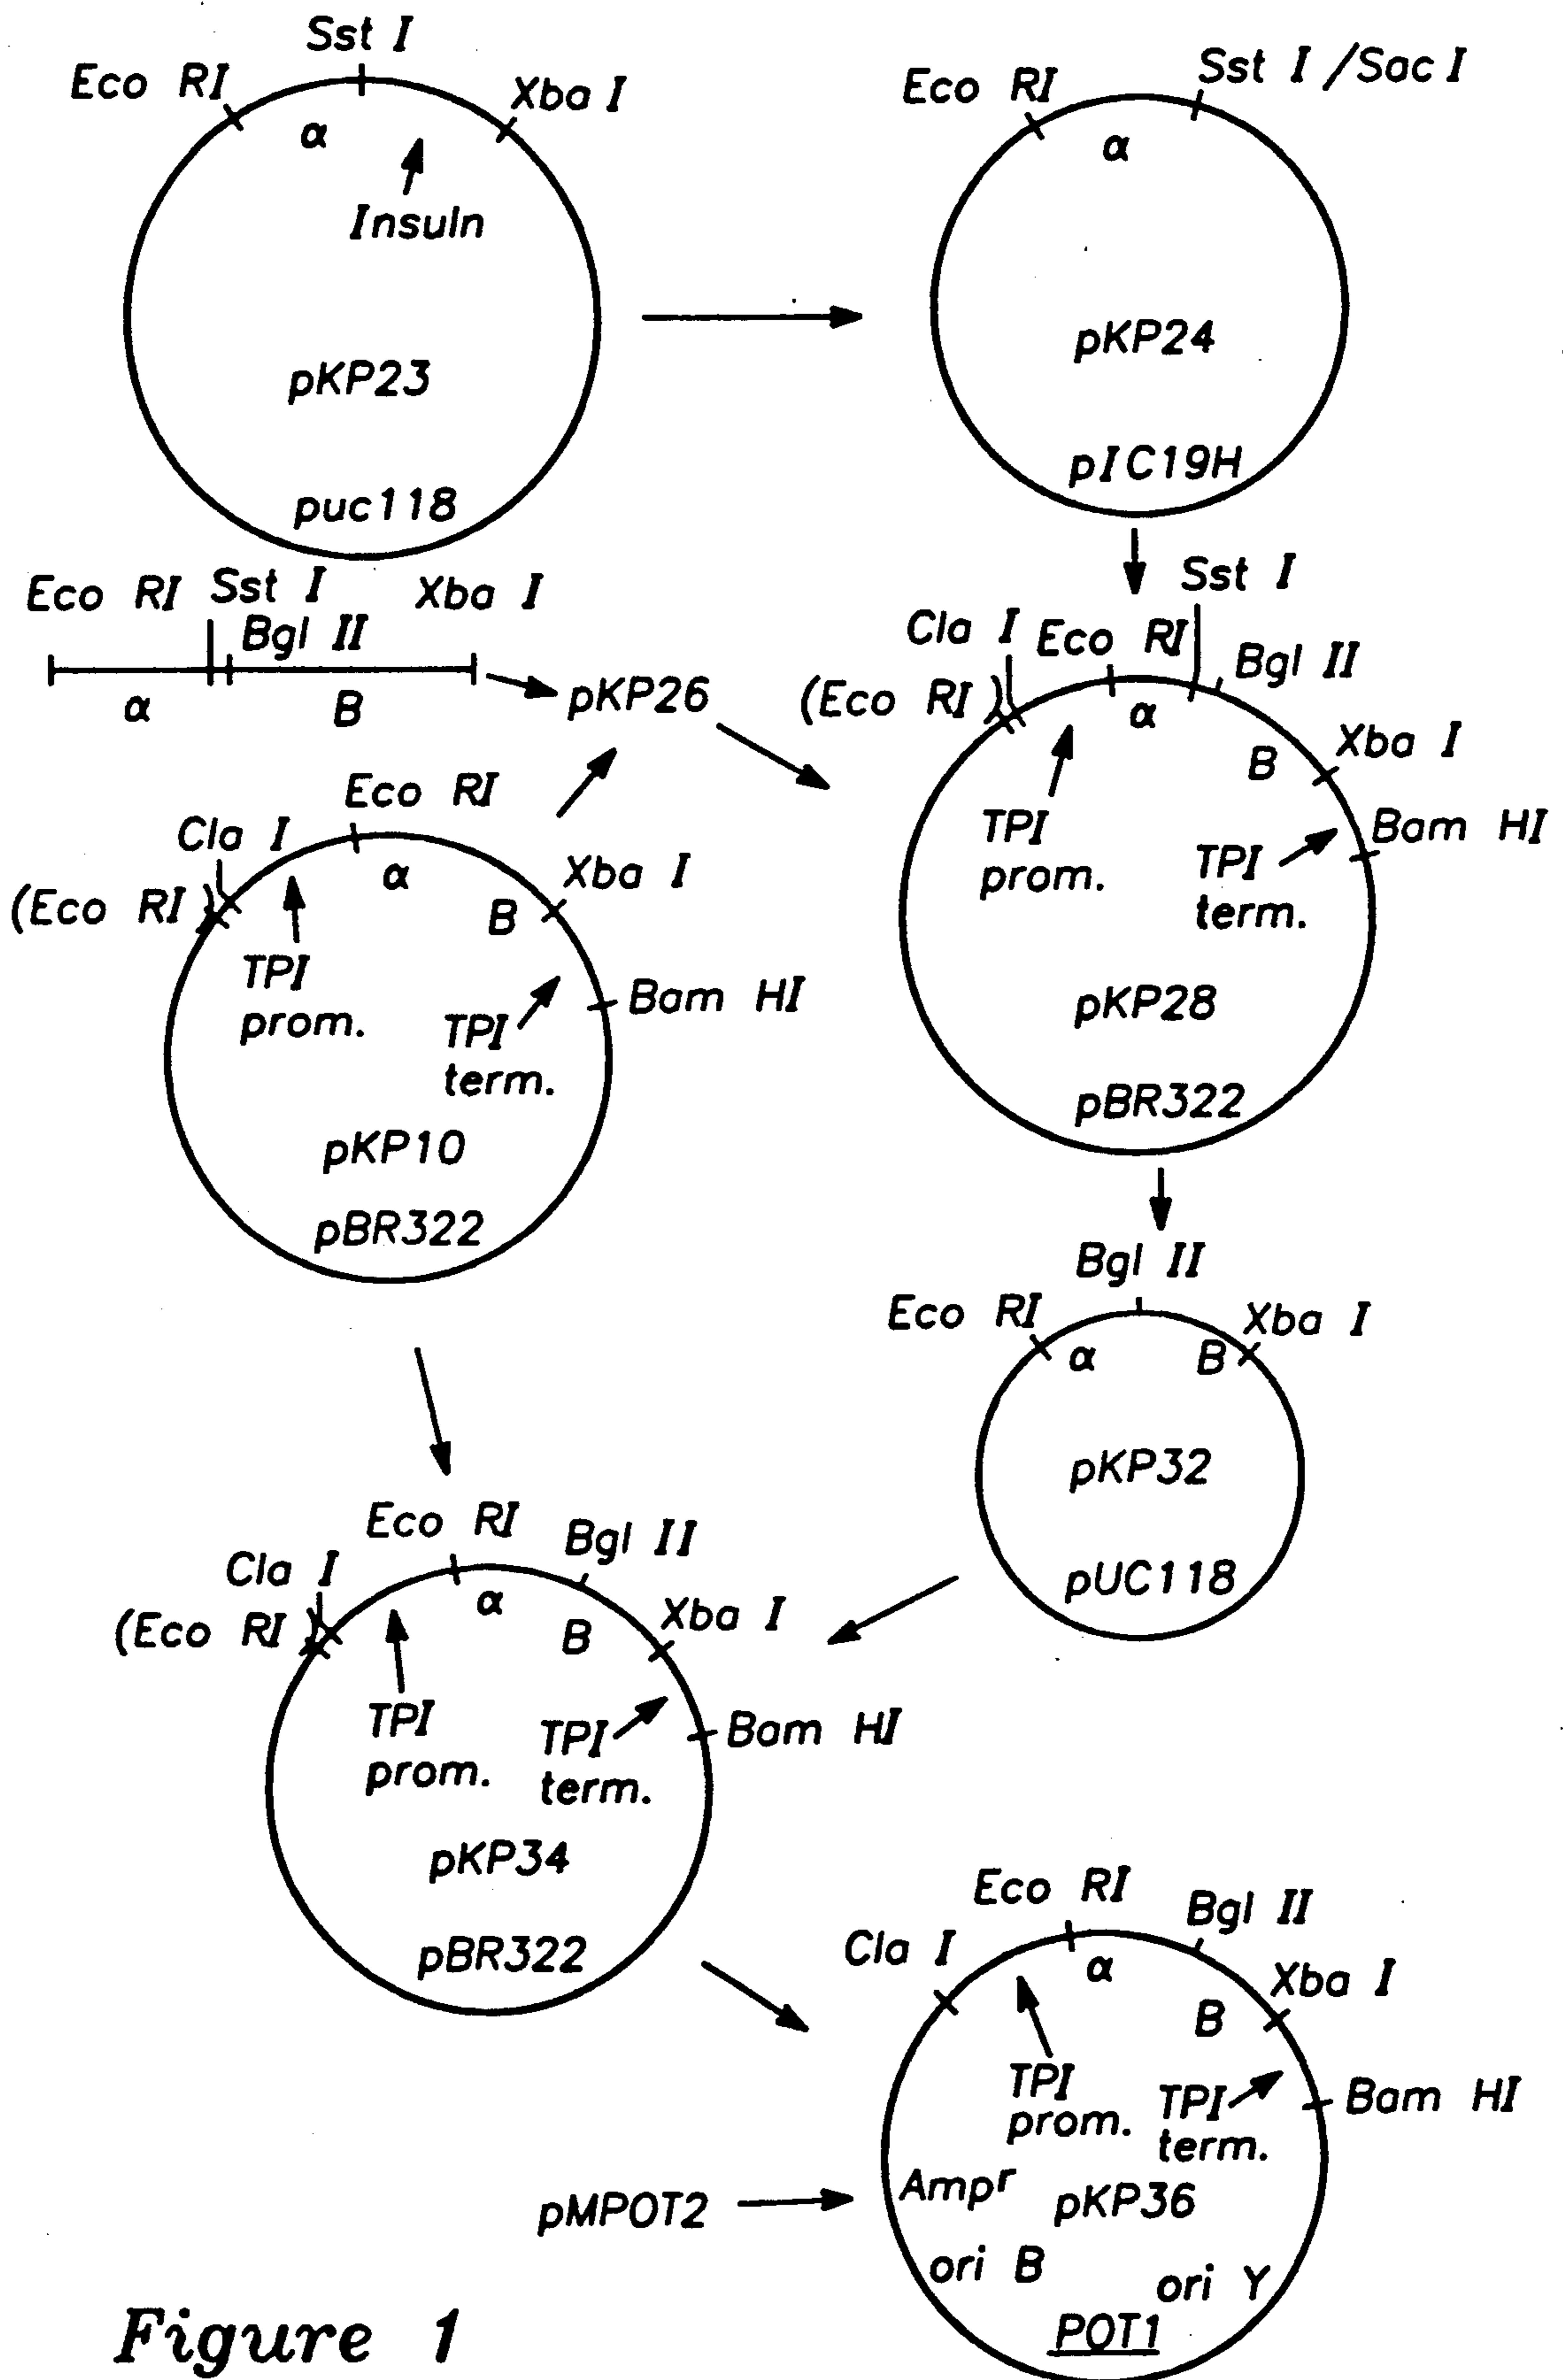 Sst I
Eco RI
Xba I
α
Insuln
pKP23
puc118
Eco RI
Sst I /Sac I
α
pKP24
pIC19H
Eco RI
Sst I
Xba I
Bgl II
α
B
pKP26
Sst I
Cla I
Eco RI
Bgl II
(Eco RI)
α
Xba I
B
TPI
prom.
Bam HI
TPI
term.
pKP28
pBR322
Eco RI
Cla I
Xba I
(Eco RI)
α
B
TPI
prom.
Bam HI
TPI
term.
pKP10
pBR322
Bgl II
Eco RI
Xba I
α
B
pKP32
pUC118
Eco RI
Bgl II
Cla I
Xba I
(Eco RI)
α
B
TPI
prom.
TPI
term.
Bam HI
pKP34
pBR322
Eco RI
Bgl II
Cla I
Xba I
α
B
TPI
prom.
TPI
term.
Bam HI
pMPOT2
Ampʳ
pKP36
ori B
ori Y
POT1
Figure 1